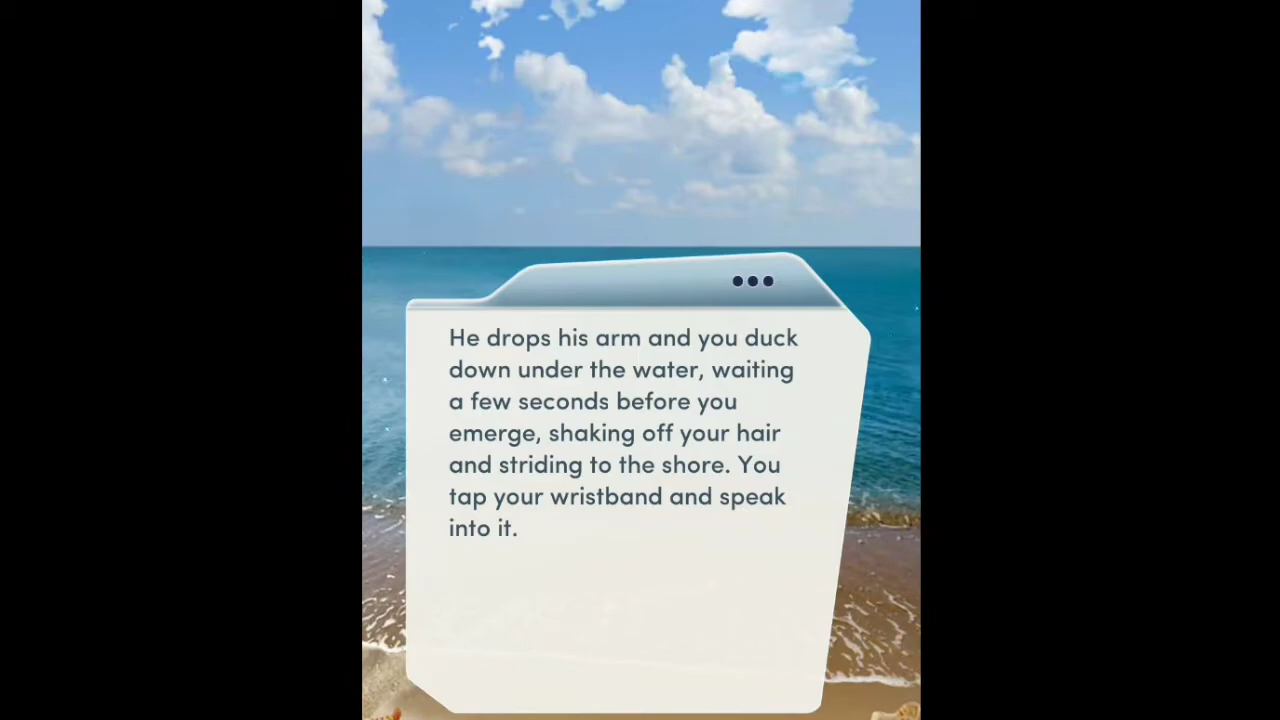 He drops his arm and you duck
down under the water, waiting
a few seconds before you
emerge, shaking off your hair
and striding to the shore. You
tap your wristband and speak
into it.